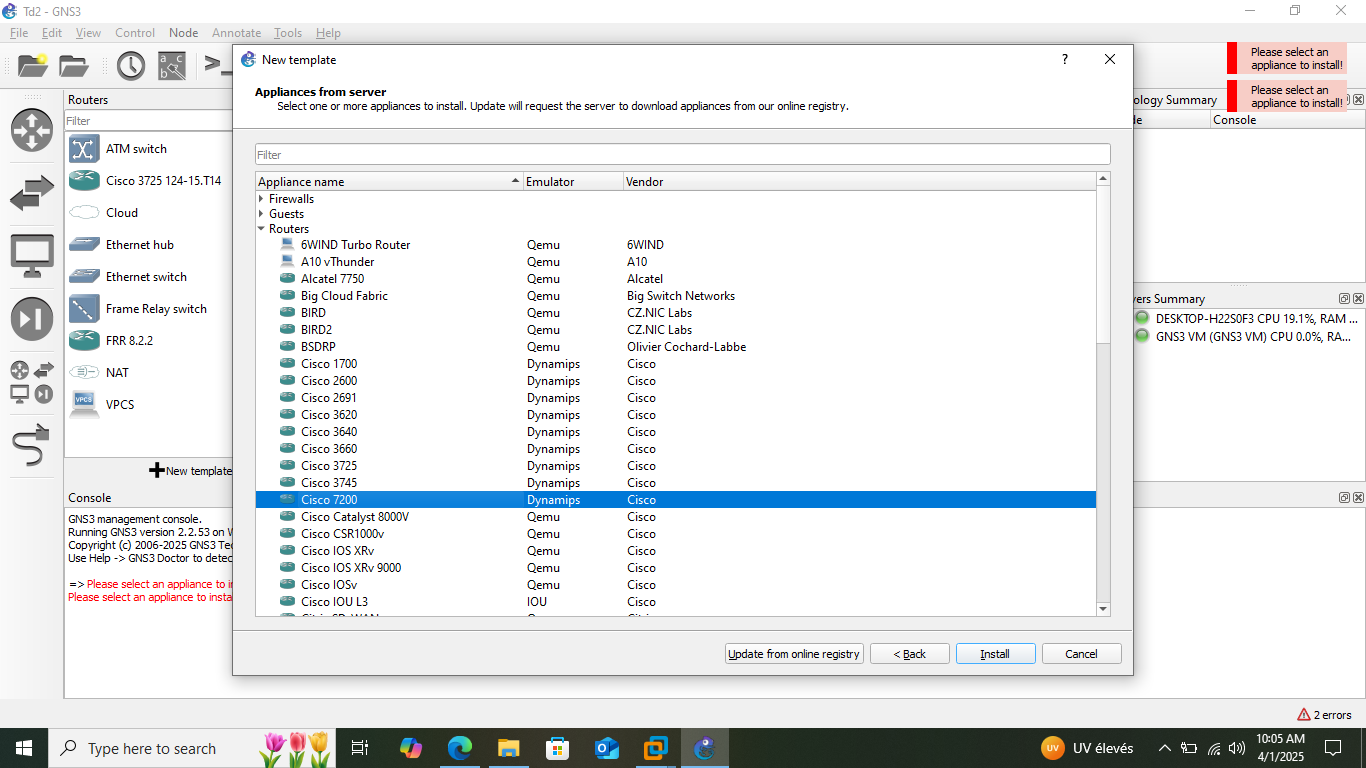 Td2 - GNS3
File Edit View Control Node Annotate Tools Help
New template
Please select an
appliance to install!
Please select an
appliance to install!
Appliances from server
Select one or more appliances to install. Update will request the server to download appliances from our online registry.
Routers
Filter
ATM switch
Cisco 3725 124-15.T14
Cloud
Ethernet hub
Ethernet switch
Frame Relay switch
FRR 8.2.2
NAT
VPCS
New template
Filter
Appliance name Emulator Vendor
Firewalls
Guests
Routers
6WIND Turbo Router Qemu 6WIND
A10 vThunder Qemu A10
Alcatel 7750 Qemu Alcatel
Big Cloud Fabric Qemu Big Switch Networks
BIRD Qemu CZ.NIC Labs
BIRD2 Qemu CZ.NIC Labs
BSDRP Qemu Olivier Cochard-Labbe
Cisco 1700 Dynamips Cisco
Cisco 2600 Dynamips Cisco
Cisco 2691 Dynamips Cisco
Cisco 3620 Dynamips Cisco
Cisco 3640 Dynamips Cisco
Cisco 3660 Dynamips Cisco
Cisco 3725 Dynamips Cisco
Cisco 3745 Dynamips Cisco
Cisco 7200 Dynamips Cisco
Cisco Catalyst 8000V Qemu Cisco
Cisco CSR1000v Qemu Cisco
Cisco IOS XRv Qemu Cisco
Cisco IOS XRv 9000 Qemu Cisco
Cisco IOSv Qemu Cisco
Cisco IOU L3 IOU Cisco
Update from online registry < Back Install Cancel
ology Summary
de Console
ers Summary
DESKTOP-H22S0F3 CPU 19.1%, RAM ...
GNS3 VM (GNS3 VM) CPU 0.0%, RA...
Console
GNS3 management console.
Running GNS3 version 2.2.53 on W
Copyright (c) 2006-2025 GNS3 Tec
Use Help -> GNS3 Doctor to detec
=> Please select an appliance to in
Please select an appliance to insta
2 errors
Type here to search
UV UV élevés
10:05 AM
4/1/2025